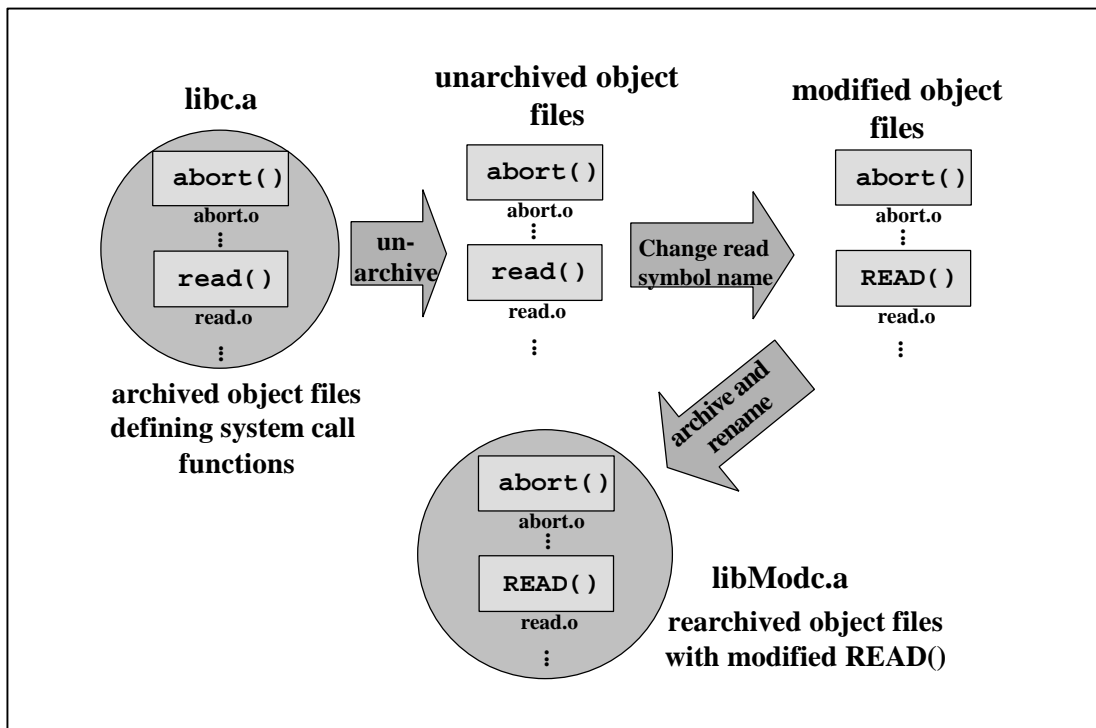 libc.a
abort()
abort.o
read()
read.o
archived object files
defining system call
functions
un-
archive
unarchived object
files
abort()
abort.o
read()
read.o
Change read
symbol name
modified object
files
abort()
abort.o
READ()
read.o
archive and
rename
abort()
abort.o
READ()
read.o
libModc.a
rearchived object files
with modified READ()